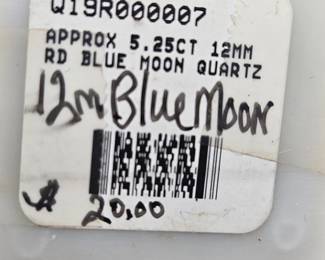 Q19R000007
APPROX 5.25CT 12MM
RD BLUE MOON QUARTZ
12m Blue Moon
$ 20.00